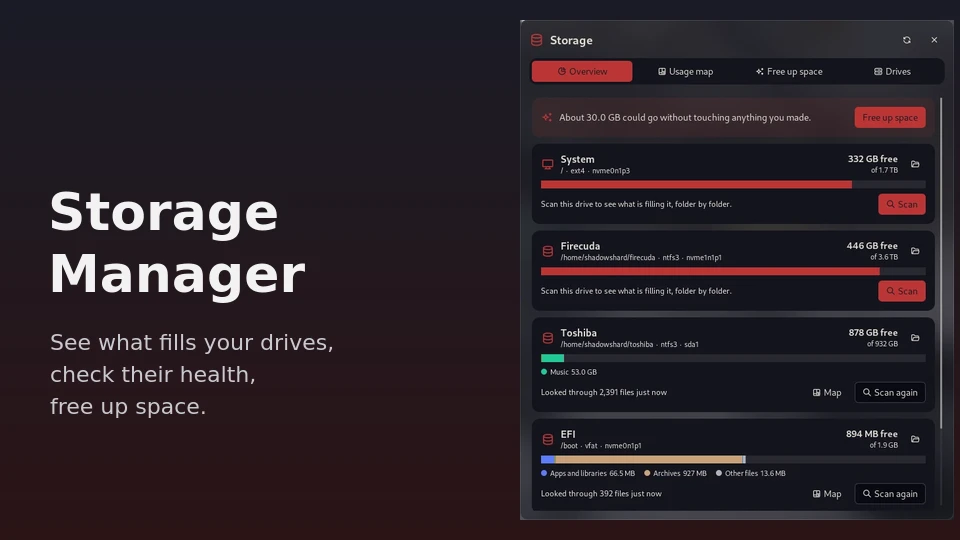 Storage
Manager
See what fills your drives,
check their health,
free up space.
Storage
Overview
Usage map
Free up space
Drives
About 30.0 GB could go without touching anything you made.
Free up space
System
332 GB free
/ · ext4 · nvme0n1p3
of 1.7 TB
Scan this drive to see what is filling it, folder by folder.
Scan
Firecuda
446 GB free
/home/shadowshard/firecuda · ntfs3 · nvme1n1p1
of 3.6 TB
Scan this drive to see what is filling it, folder by folder.
Scan
Toshiba
878 GB free
/home/shadowshard/toshiba · ntfs3 · sda1
of 932 GB
Music 53.0 GB
Looked through 2,391 files just now
Map
Scan again
EFI
894 MB free
/boot · vfat · nvme0n1p1
of 1.9 GB
Apps and libraries 66.5 MB
Archives 927 MB
Other files 13.6 MB
Looked through 392 files just now
Map
Scan again